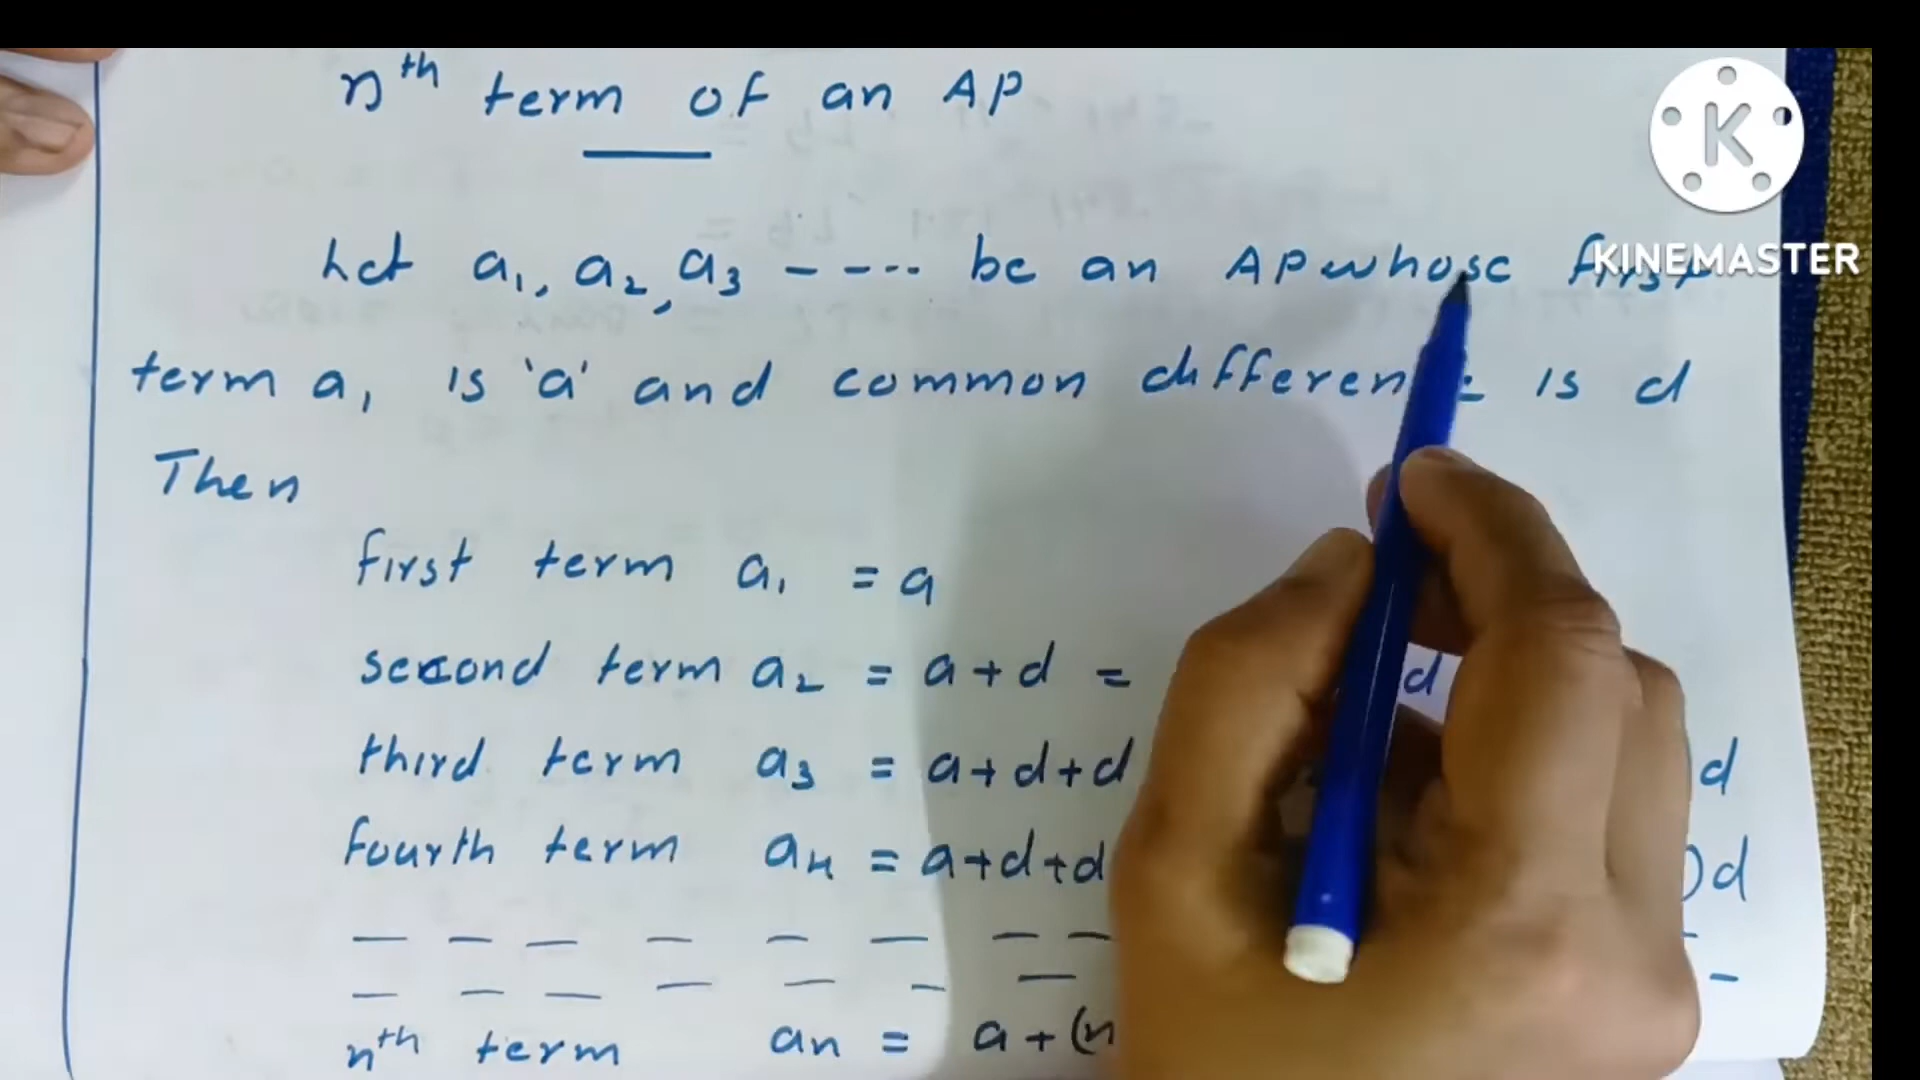 nth term of an AP
K
KINEMASTER
Let a1, a2, a3 - ---- be an AP whose first
term a1 is 'a' and common difference is d
Then
first term a1 = a
second term a2 = a + d = d
third term a3 = a + d + d d
fourth term a4 = a + d + d )d
nth term an = a + (n